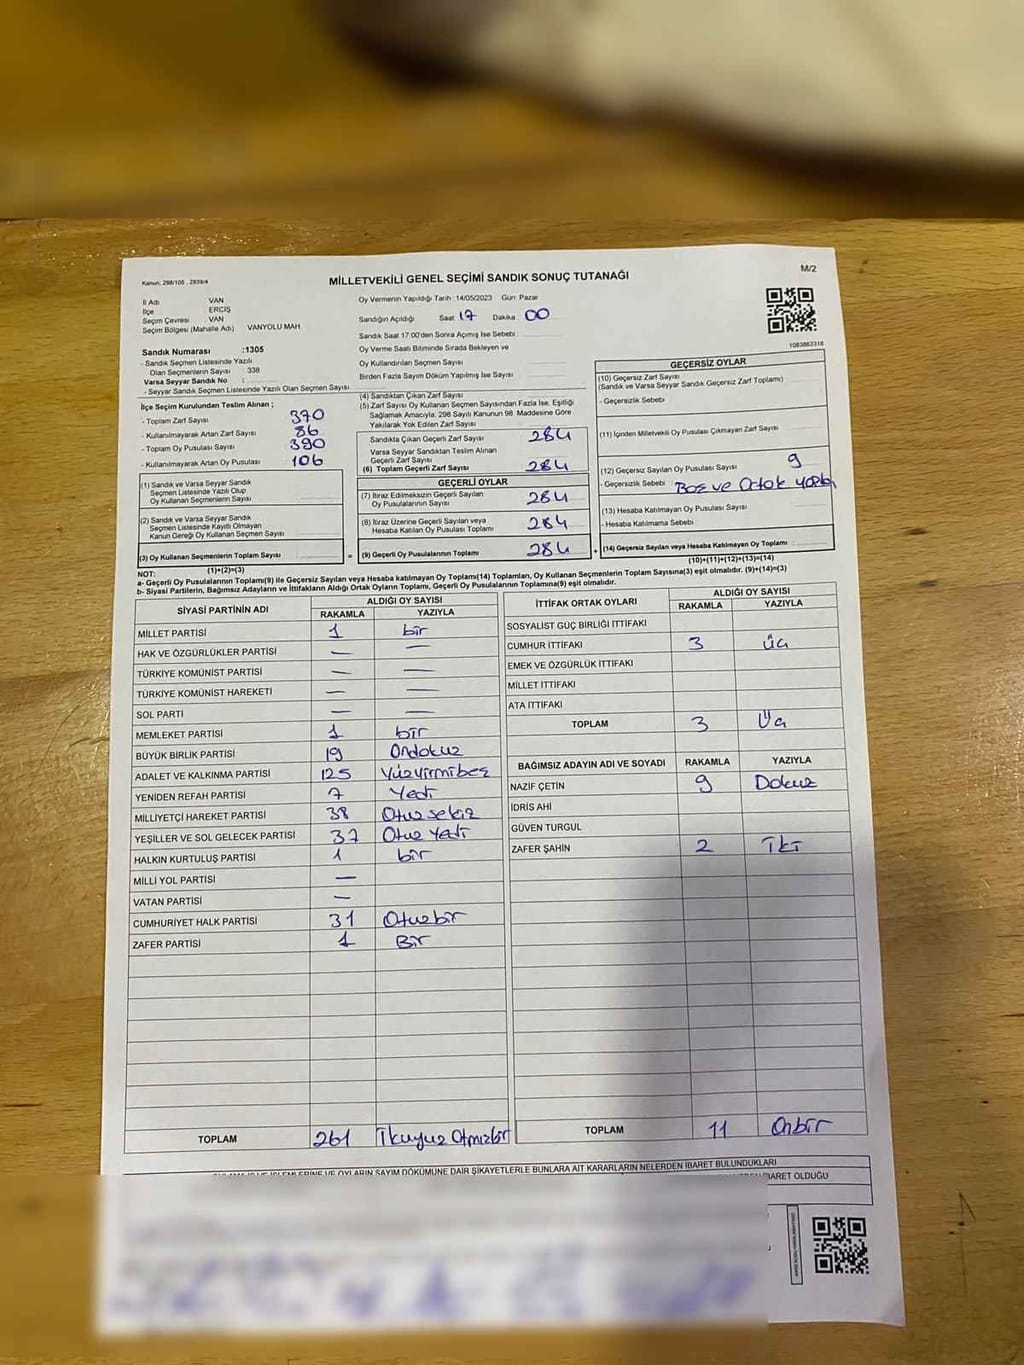 Kanun: 298/105 , 2839/4
MİLLETVEKİLİ GENEL SEÇİMİ SANDIK SONUÇ TUTANAĞI
M/2
İli Adı VAN
İlçe ERCİŞ
Seçim Çevresi VAN
Seçim Bölgesi (Mahalle Adı) VANYOLU MAH
Oy Vermenin Yapıldığı Tarih :14/05/2023 Gün: Pazar
Sandığın Açıldığı Saat: 17 Dakika: 00
Sandık Saat 17:00'den Sonra Açılmış İse Sebebi :
Oy Verme Saati Bitiminde Sırada Bekleyen ve
Oy Kullandırılan Seçmen Sayısı
Birden Fazla Sayım Döküm Yapılmış İse Sayısı :
1083863318
Sandık Numarası :1305
- Sandık Seçmen Listesinde Yazılı
Olan Seçmenlerin Sayısı : 338
Varsa Seyyar Sandık No :
- Seyyar Sandık Seçmen Listesinde Yazılı Olan Seçmen Sayısı
İlçe Seçim Kurulundan Teslim Alınan ;
- Toplam Zarf Sayısı 370
- Kullanılmayarak Artan Zarf Sayısı 86
- Toplam Oy Pusulası Sayısı 390
- Kullanılmayarak Artan Oy Pusulası 106
(1) Sandık ve Varsa Seyyar Sandık
Seçmen Listesinde Yazılı Olup
Oy Kullanan Seçmenlerin Sayısı
(2) Sandık ve Varsa Seyyar Sandık
Seçmen Listesinde Kayıtlı Olmayan
Kanun Gereği Oy Kullanan Seçmen Sayısı
(3) Oy Kullanan Seçmenlerin Toplam Sayısı
(1)+(2)=(3)
(4) Sandıktan Çıkan Zarf Sayısı
(5) Zarf Sayısı Oy Kullanan Seçmen Sayısından Fazla İse, Eşitliği
Sağlamak Amacıyla; 298 Sayılı Kanunun 98. Maddesine Göre
Yakılarak Yok Edilen Zarf Sayısı
Sandıkta Çıkan Geçerli Zarf Sayısı 284
Varsa Seyyar Sandıktan Teslim Alınan
Geçerli Zarf Sayısı
(6) Toplam Geçerli Zarf Sayısı 284
GEÇERLİ OYLAR
(7) İtiraz Edilmeksizin Geçerli Sayılan
Oy Pusulalarının Sayısı 284
(8) İtiraz Üzerine Geçerli Sayılan veya
Hesaba Katılan Oy Pusulası Toplamı 284
= (9) Geçerli Oy Pusulalarının Toplamı 284 +
GEÇERSİZ OYLAR
(10) Geçersiz Zarf Sayısı
(Sandık ve Varsa Seyyar Sandık Geçersiz Zarf Toplamı)
- Geçersizlik Sebebi
(11) İçinden Milletvekili Oy Pusulası Çıkmayan Zarf Sayısı
(12) Geçersiz Sayılan Oy Pusulası Sayısı 9
- Geçersizlik Sebebi Boş ve Ortak
(13) Hesaba Katılmayan Oy Pusulası Sayısı
- Hesaba Katılmama Sebebi
(14) Geçersiz Sayılan veya Hesaba Katılmayan Oy Toplamı
(10)+(11)+(12)+(13)=(14)
NOT:
a- Geçerli Oy Pusulalarının Toplamı(9) ile Geçersiz Sayılan veya Hesaba katılmayan Oy Toplamı(14) Toplamları, Oy Kullanan Seçmenlerin Toplam Sayısına(3) eşit olmalıdır. (9)+(14)=(3)
b- Siyasi Partilerin, Bağımsız Adayların ve İttifakların Aldığı Ortak Oyların Toplamı, Geçerli Oy Pusulalarının Toplamına(9) eşit olmalıdır.
SİYASİ PARTİNİN ADI ALDIĞI OY SAYISI
RAKAMLA YAZIYLA
MİLLET PARTİSİ 1 bir
HAK VE ÖZGÜRLÜKLER PARTİSİ — —
TÜRKİYE KOMÜNİST PARTİSİ — —
TÜRKİYE KOMÜNİST HAREKETİ — —
SOL PARTİ — —
MEMLEKET PARTİSİ 1 bir
BÜYÜK BİRLİK PARTİSİ 19 Ondokuz
ADALET VE KALKINMA PARTİSİ 125 Yüzyirmibeş
YENİDEN REFAH PARTİSİ 7 Yedi
MİLLİYETÇİ HAREKET PARTİSİ 38 Otuz sekiz
YEŞİLLER VE SOL GELECEK PARTİSİ 37 Otuz Yedi
HALKIN KURTULUŞ PARTİSİ 1 bir
MİLLİ YOL PARTİSİ —
VATAN PARTİSİ —
CUMHURİYET HALK PARTİSİ 31 Otuzbir
ZAFER PARTİSİ 1 Bir
TOPLAM 261 İkiyüz Atmışbir
İTTİFAK ORTAK OYLARI ALDIĞI OY SAYISI
RAKAMLA YAZIYLA
SOSYALİST GÜÇ BİRLİĞİ İTTİFAKI
CUMHUR İTTİFAKI 3 Üç
EMEK VE ÖZGÜRLÜK İTTİFAKI
MİLLET İTTİFAKI
ATA İTTİFAKI
TOPLAM 3 Üç
BAĞIMSIZ ADAYIN ADI VE SOYADI RAKAMLA YAZIYLA
NAZİF ÇETİN 9 Dokuz
İDRİS AHİ
GÜVEN TURGUL
ZAFER ŞAHİN 2 İki
TOPLAM 11 Onbir
SAYIM DÖKÜMÜNE DAİR ŞİKAYETLERLE BUNLARA AİT KARARLARIN NELERDEN İBARET BULUNDUKLARI
İBARET OLDUĞU